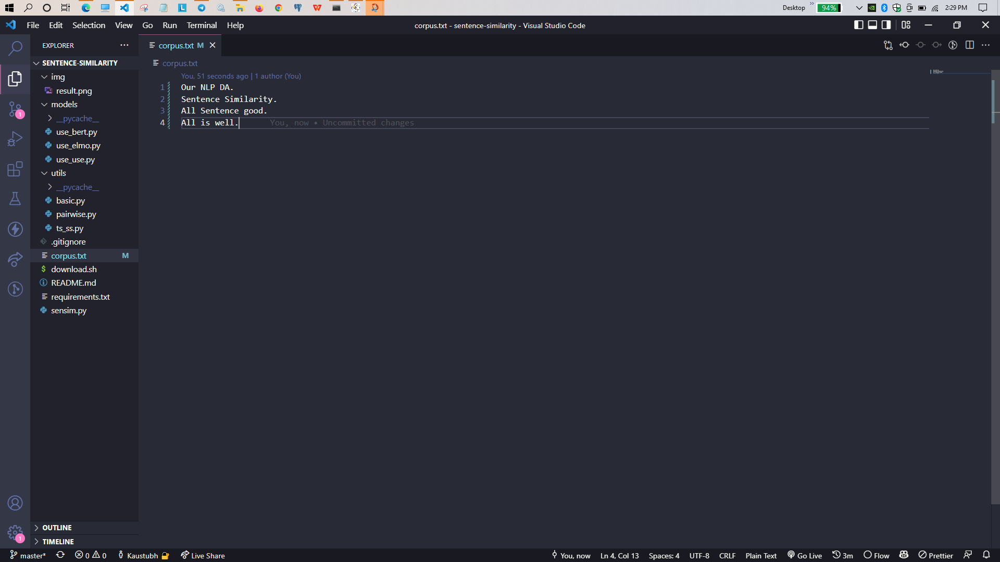 Desktop
94%
2:29 PM
File Edit Selection View Go Run Terminal Help
corpus.txt - sentence-similarity - Visual Studio Code
EXPLORER
SENTENCE-SIMILARITY
img
result.png
models
__pycache__
use_bert.py
use_elmo.py
use_use.py
utils
__pycache__
basic.py
pairwise.py
ts_ss.py
.gitignore
corpus.txt M
download.sh
README.md
requirements.txt
sensim.py
OUTLINE
TIMELINE
1
1
corpus.txt M
corpus.txt
You, 51 seconds ago | 1 author (You)
1 Our NLP DA.
2 Sentence Similarity.
3 All Sentence good.
4 All is well. You, now • Uncommitted changes
master* 0 0 Kaustubh Live Share
You, now Ln 4, Col 13 Spaces: 4 UTF-8 CRLF Plain Text Go Live 3m Flow Prettier